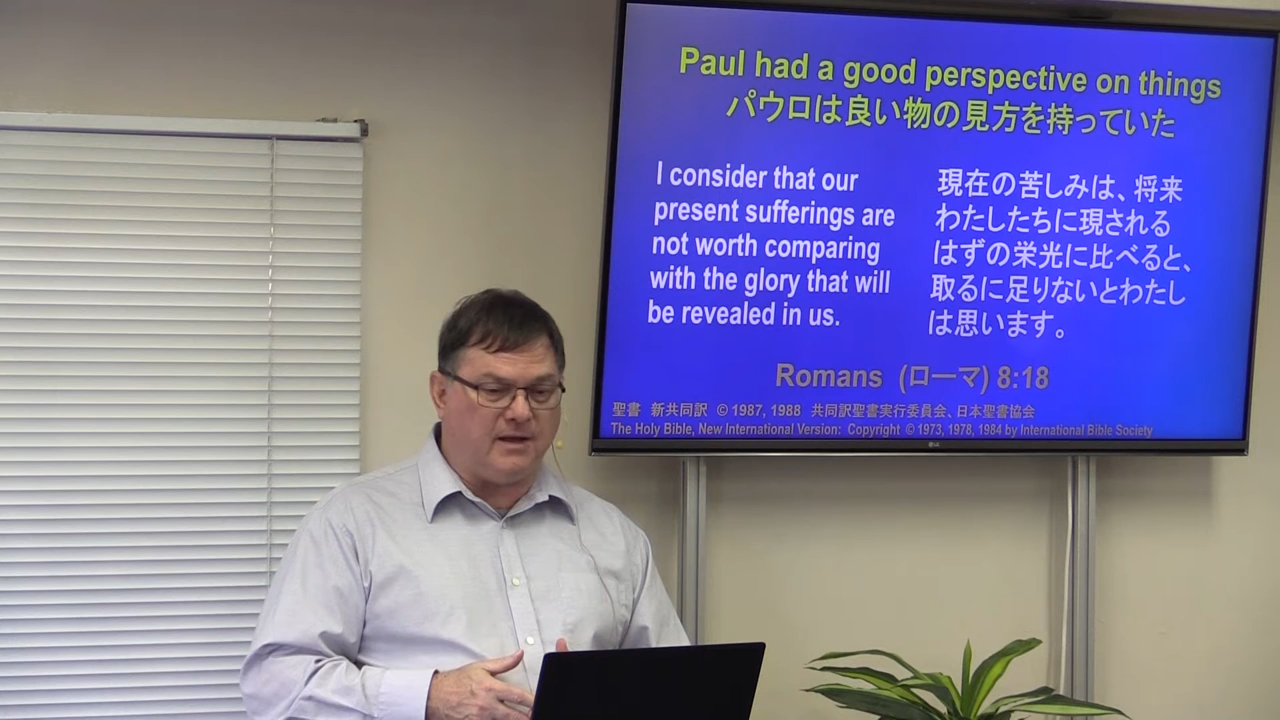 Paul had a good perspective on things
パウロは良い物の見方を持っていた
I consider that our
present sufferings are
not worth comparing
with the glory that will
be revealed in us.
現在の苦しみは、将来
わたしたちに現される
はずの栄光に比べると、
取るに足りないとわたし
は思います。
Romans (ローマ) 8:18
聖書 新共同訳 © 1987, 1988 共同訳聖書実行委員会、日本聖書協会
The Holy Bible, New International Version: Copyright © 1973, 1978, 1984 by International Bible Society
LG